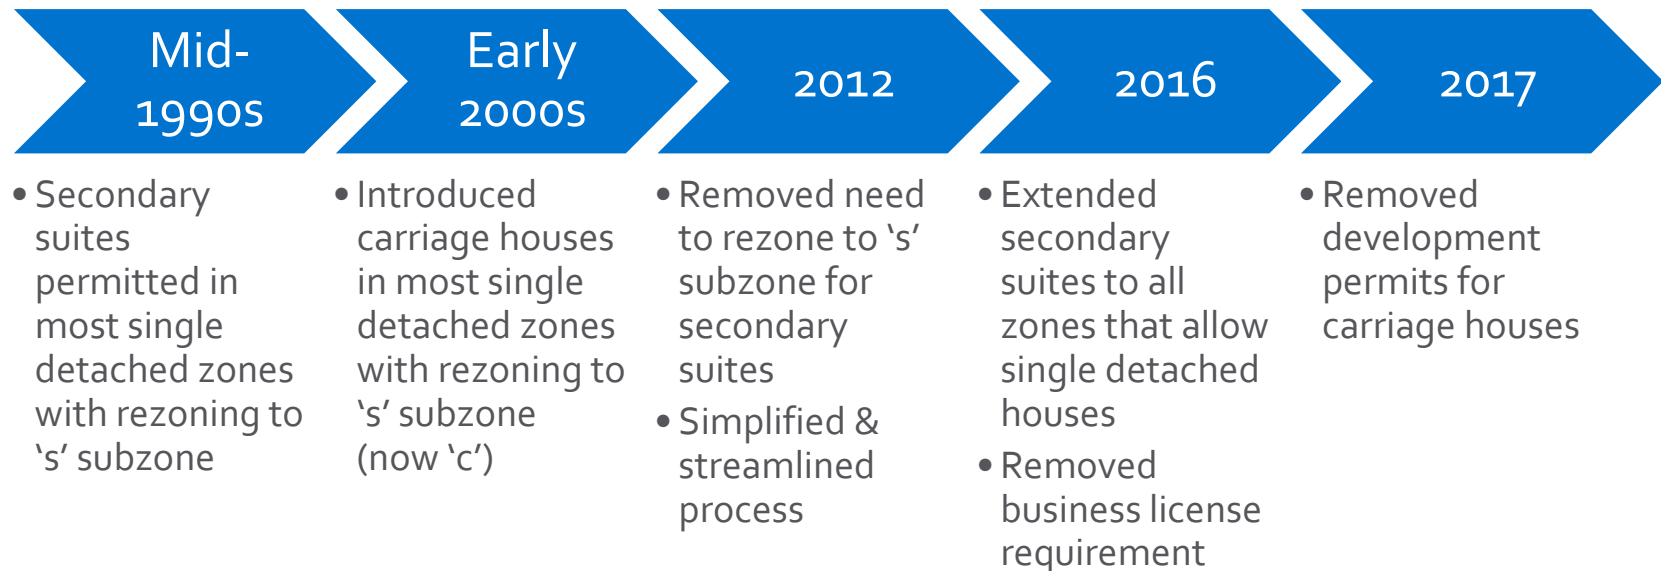 Mid-
1990s
• Secondary
suites
permitted in
most single
detached zones
with rezoning to
‘s’ subzone
Early
2000s
• Introduced
carriage houses
in most single
detached zones
with rezoning to
‘s’ subzone
(now ‘c’)
2012
• Removed need
to rezone to ‘s’
subzone for
secondary
suites
• Simplified &
streamlined
process
2016
• Extended
secondary
suites to all
zones that allow
single detached
houses
• Removed
business license
requirement
2017
• Removed
development
permits for
carriage houses